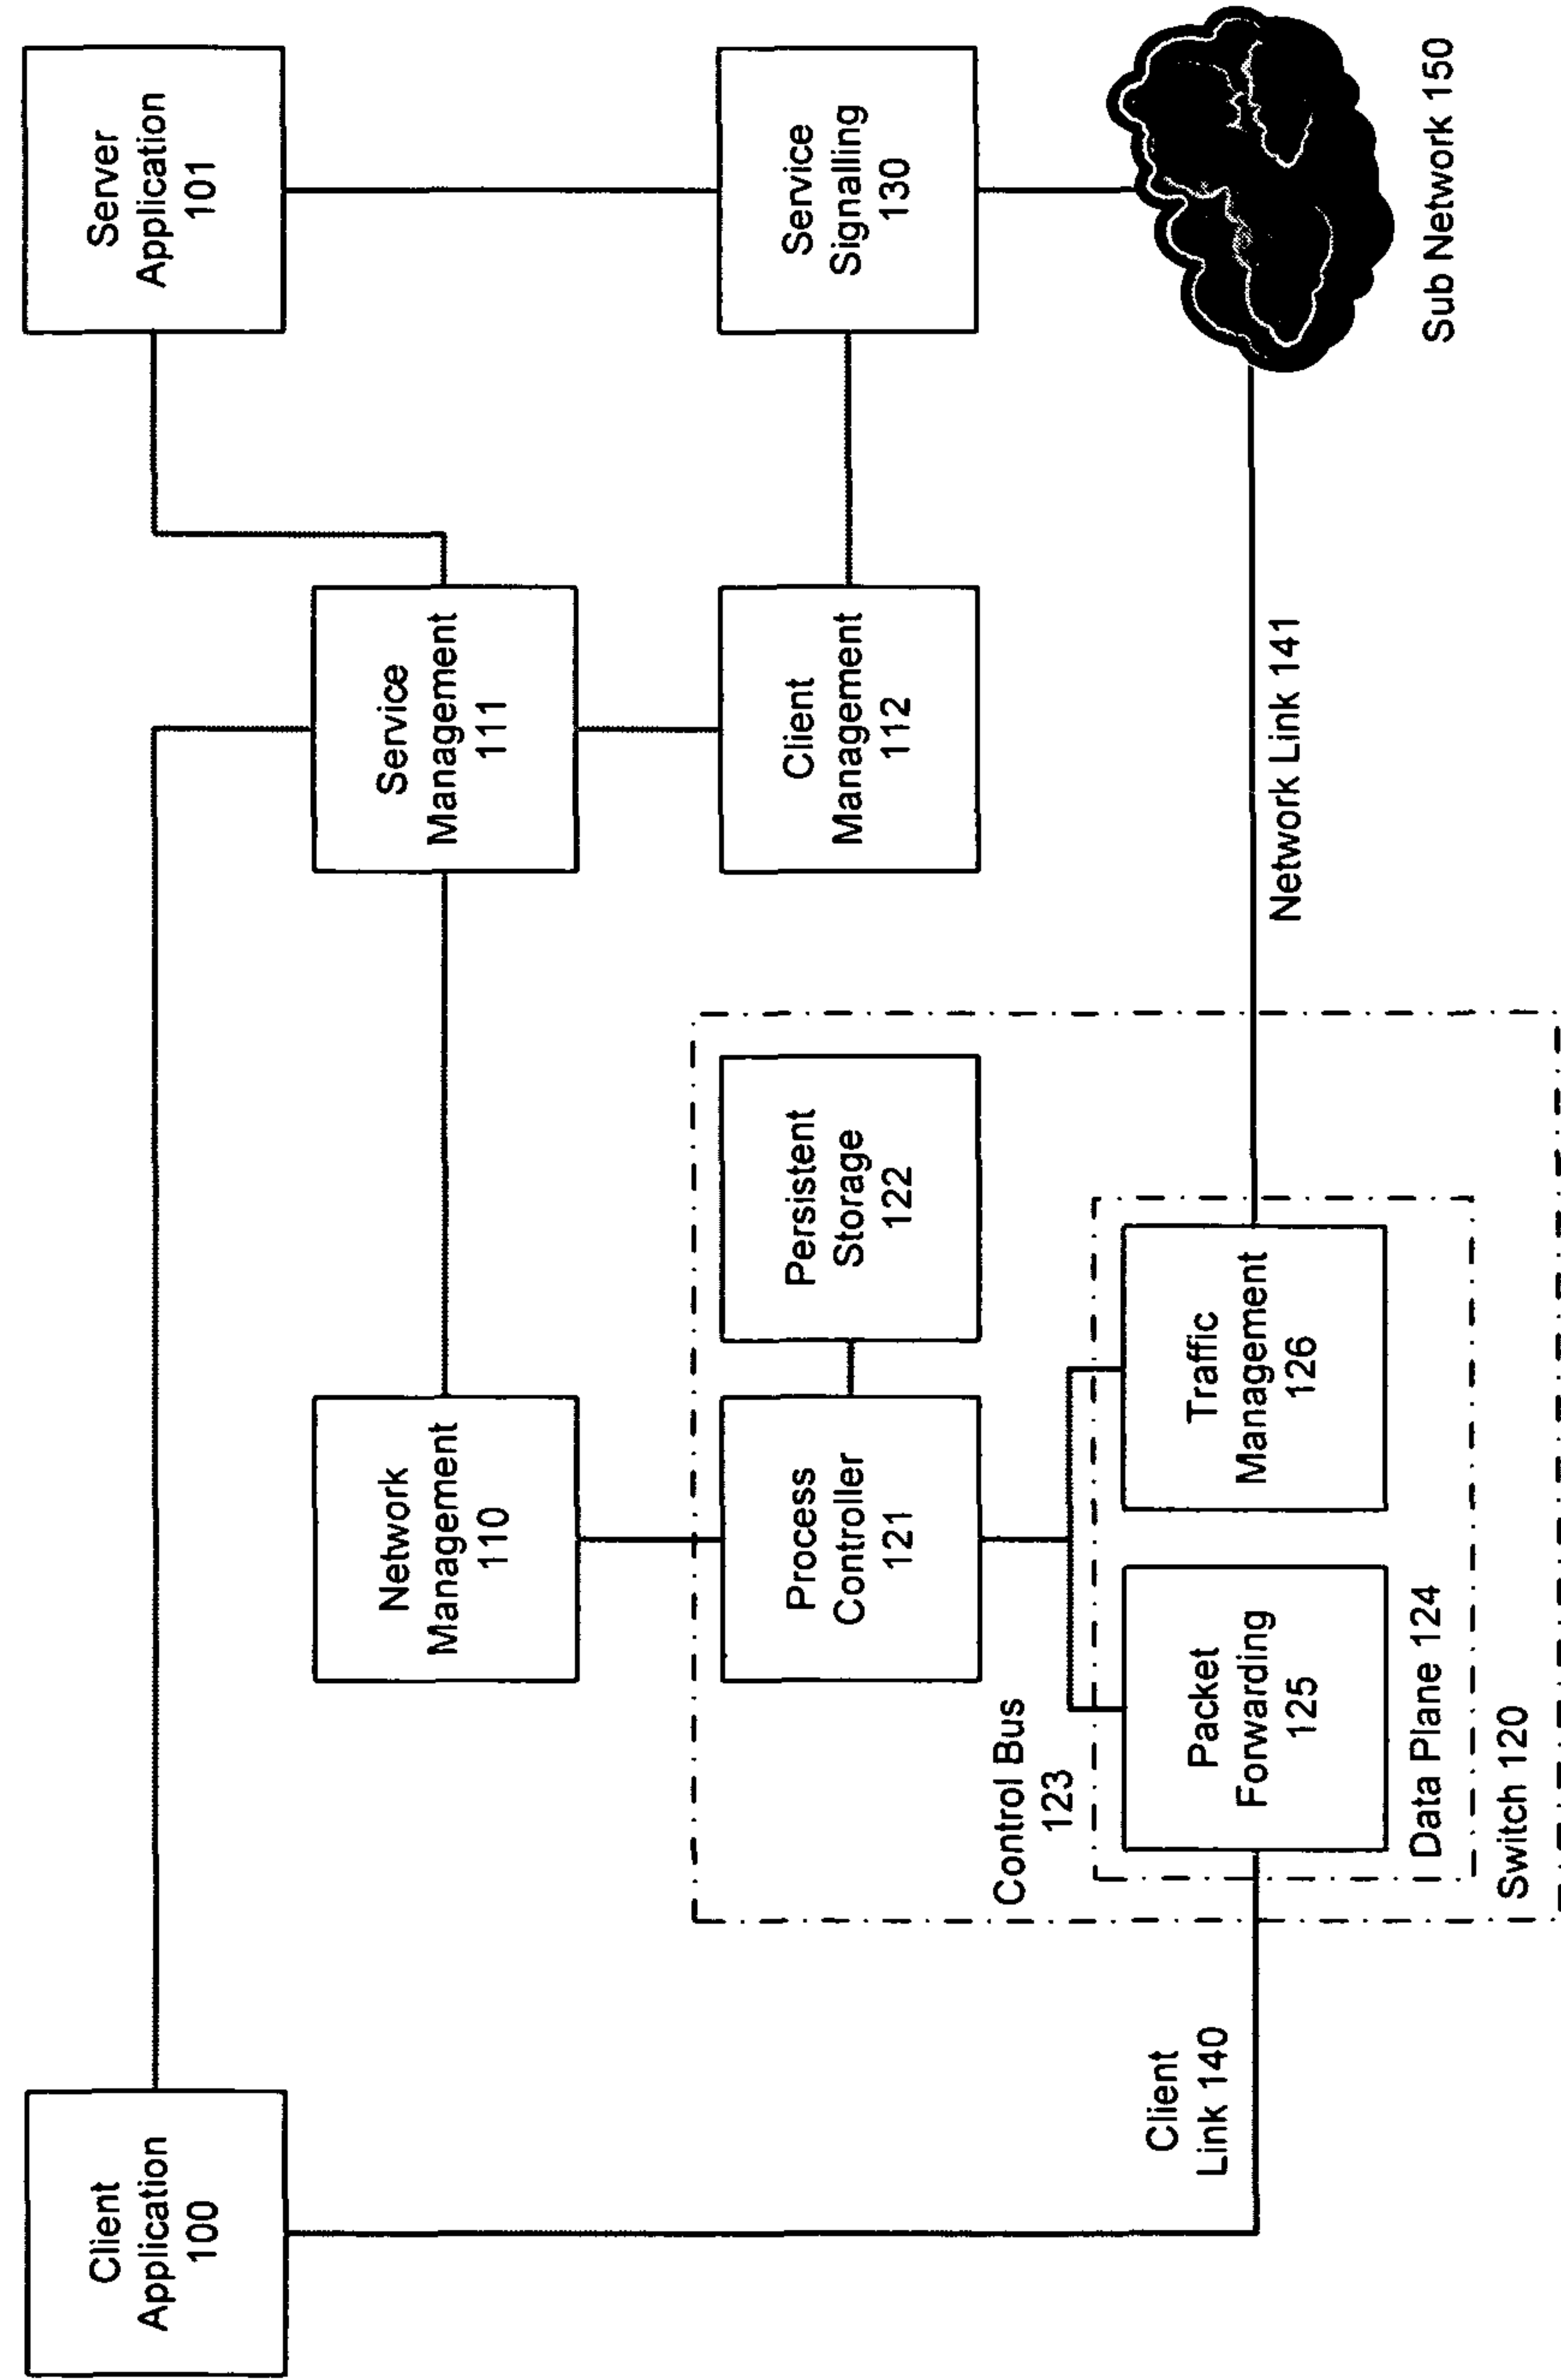 Client
Application
100
Server
Application
101
Network
Management
110
Service
Management
111
Process
Controller
121
Persistent
Storage
122
Client
Management
112
Service
Signalling
130
Control Bus
123
Client
Link 140
Packet
Forwarding
125
Traffic
Management
126
Network Link 141
Data Plane 124
Sub Network 150
Switch 120